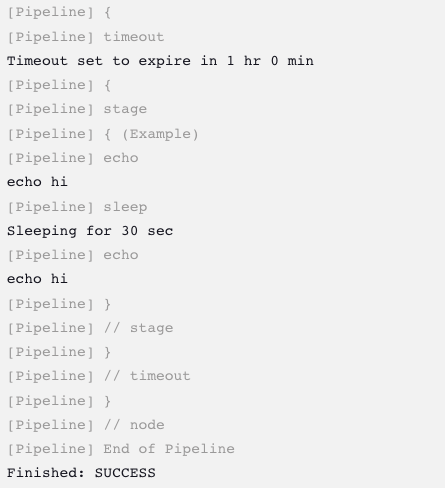 [Pipeline] {
[Pipeline] timeout
Timeout set to expire in 1 hr 0 min
[Pipeline] {
[Pipeline] stage
[Pipeline] { (Example)
[Pipeline] echo
echo hi
[Pipeline] sleep
Sleeping for 30 sec
[Pipeline] echo
echo hi
[Pipeline] }
[Pipeline] // stage
[Pipeline] }
[Pipeline] // timeout
[Pipeline] }
[Pipeline] // node
[Pipeline] End of Pipeline
Finished: SUCCESS